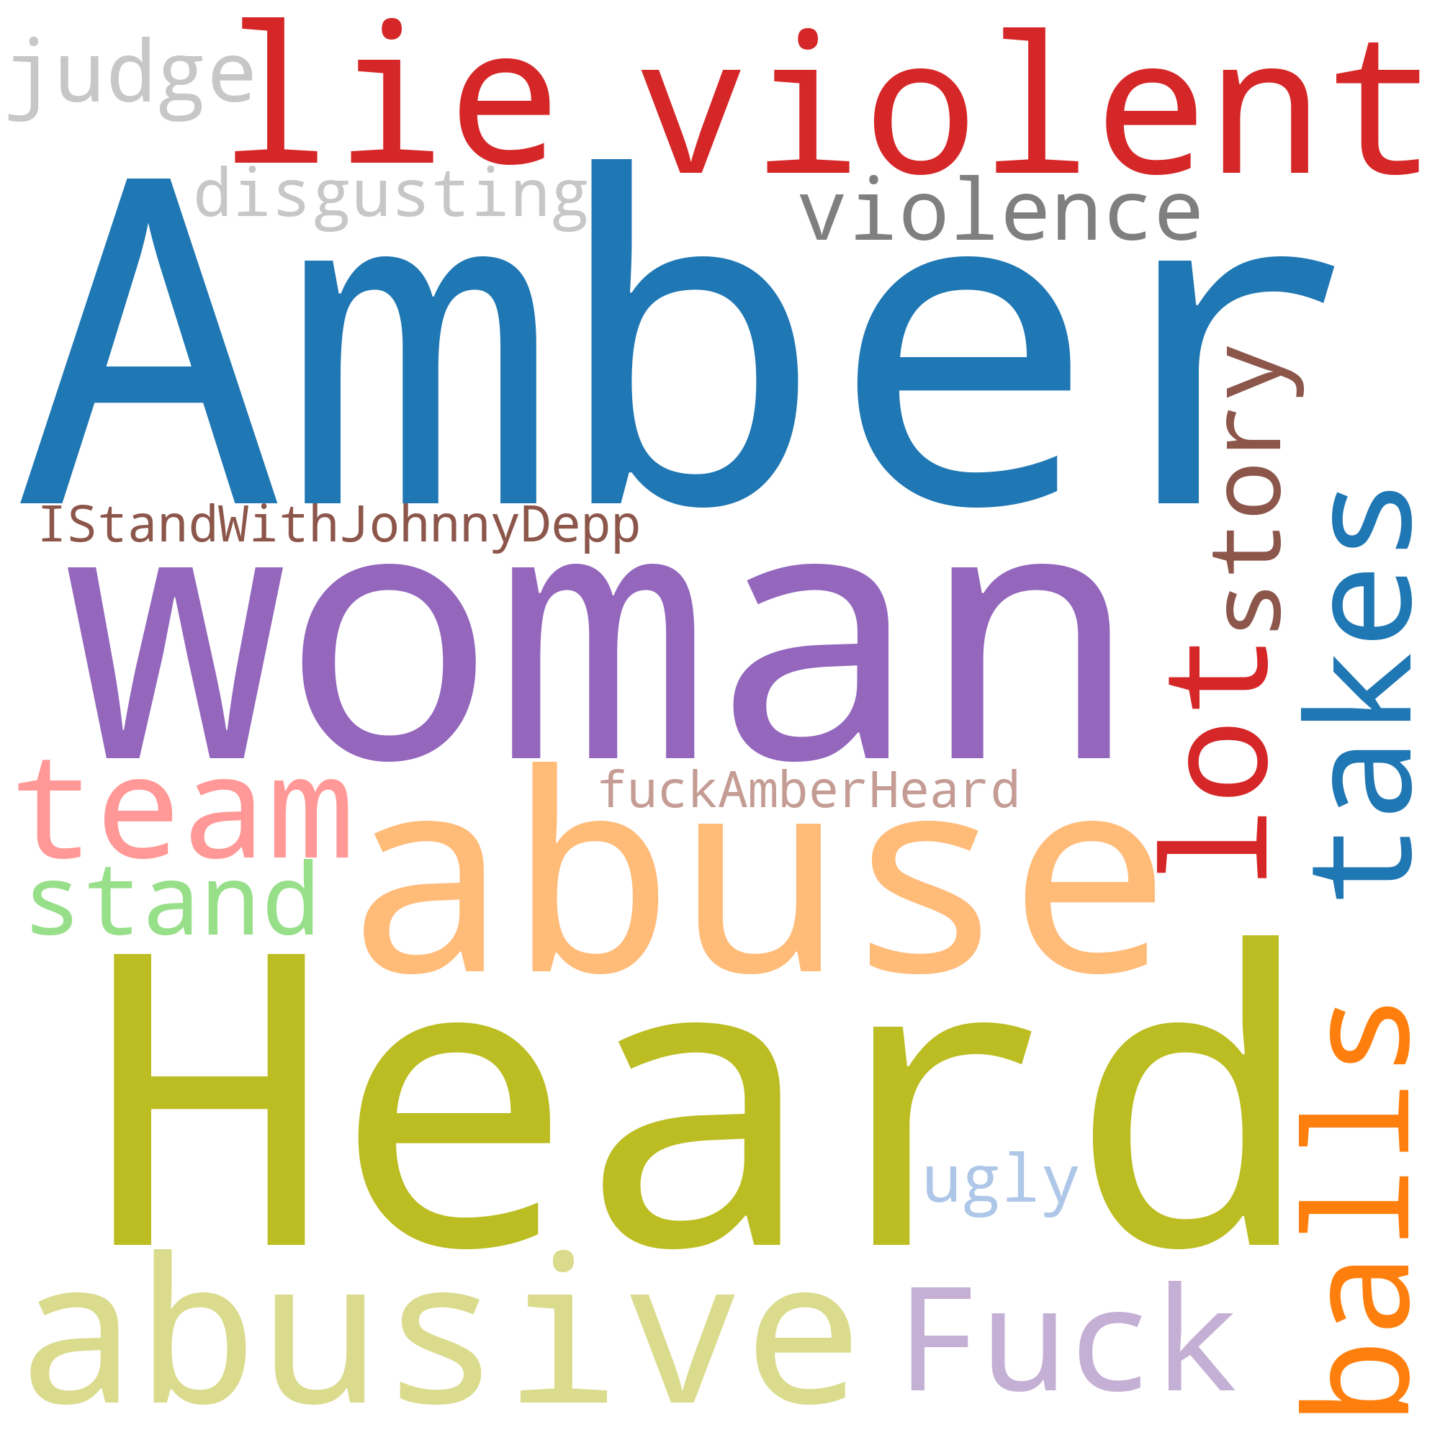 judge
lie violent
disgusting
violence
Amber
story
IStandWithJohnnyDepp
woman
lot
takes
team
fuckAmberHeard
abuse
stand
Heard
ugly
balls
abusive
Fuck